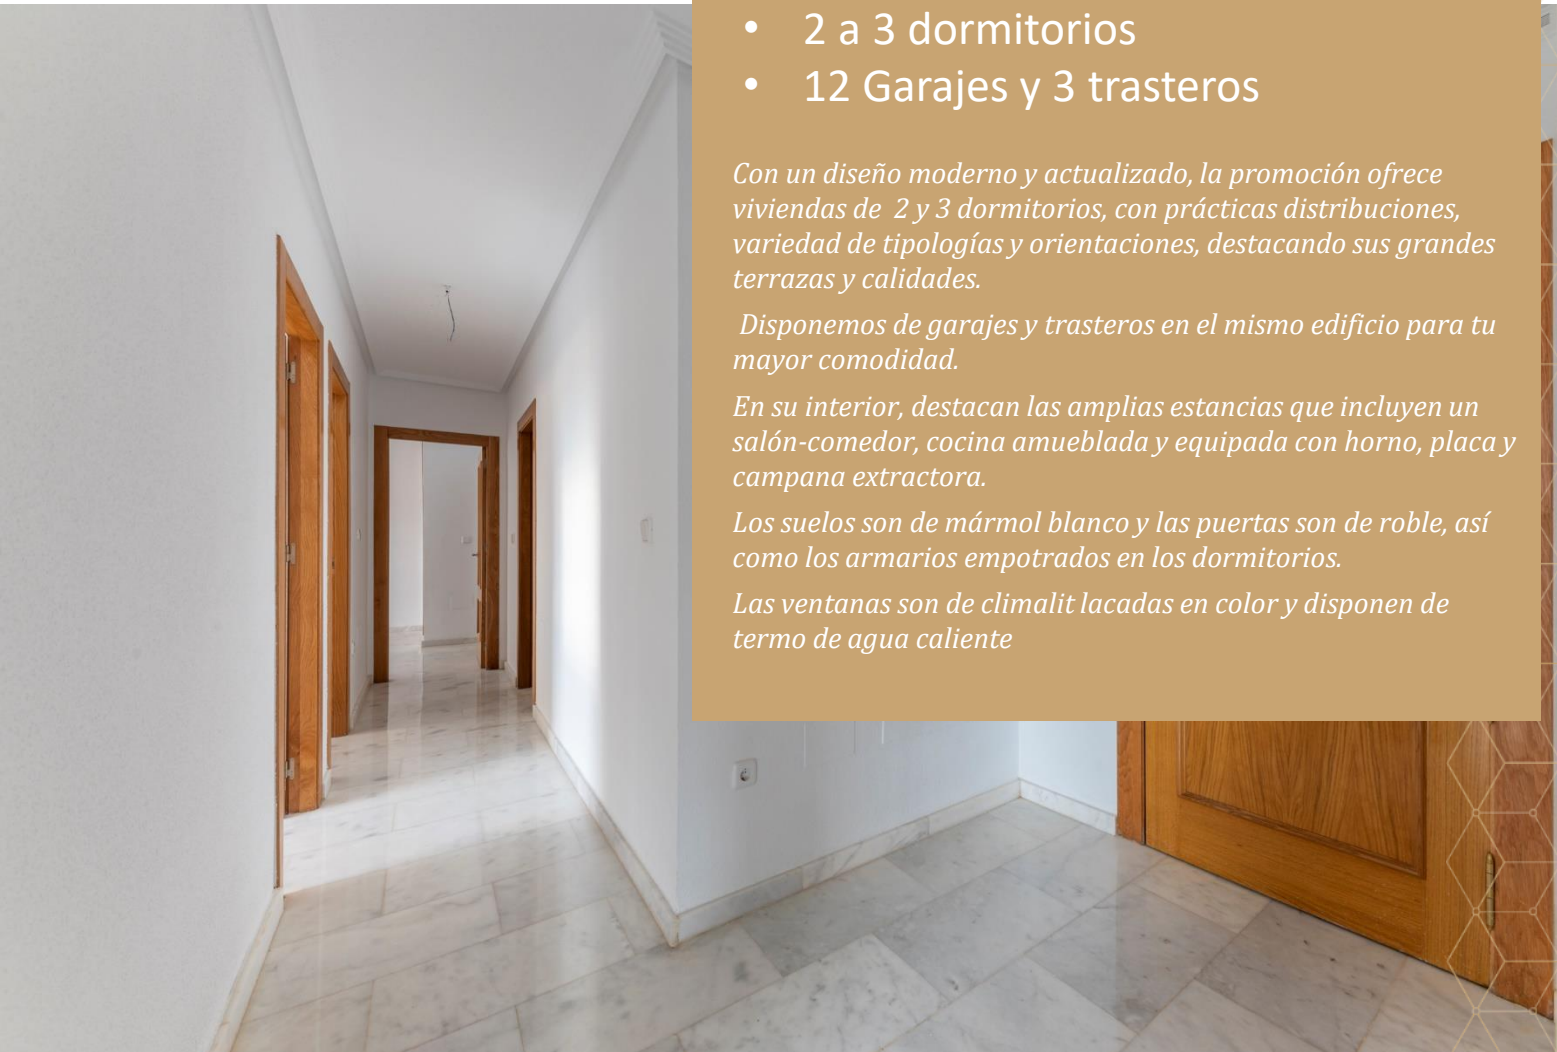 • 2 a 3 dormitorios
• 12 Garajes y 3 trasteros
Con un diseño moderno y actualizado, la promoción ofrece
viviendas de  2 y 3 dormitorios, con prácticas distribuciones,
variedad de tipologías y orientaciones, destacando sus grandes
terrazas y calidades.
Disponemos de garajes y trasteros en el mismo edificio para tu
mayor comodidad.
En su interior, destacan las amplias estancias que incluyen un
salón-comedor, cocina amueblada y equipada con horno, placa y
campana extractora.
Los suelos son de mármol blanco y las puertas son de roble, así
como los armarios empotrados en los dormitorios.
Las ventanas son de climalit lacadas en color y disponen de
termo de agua caliente